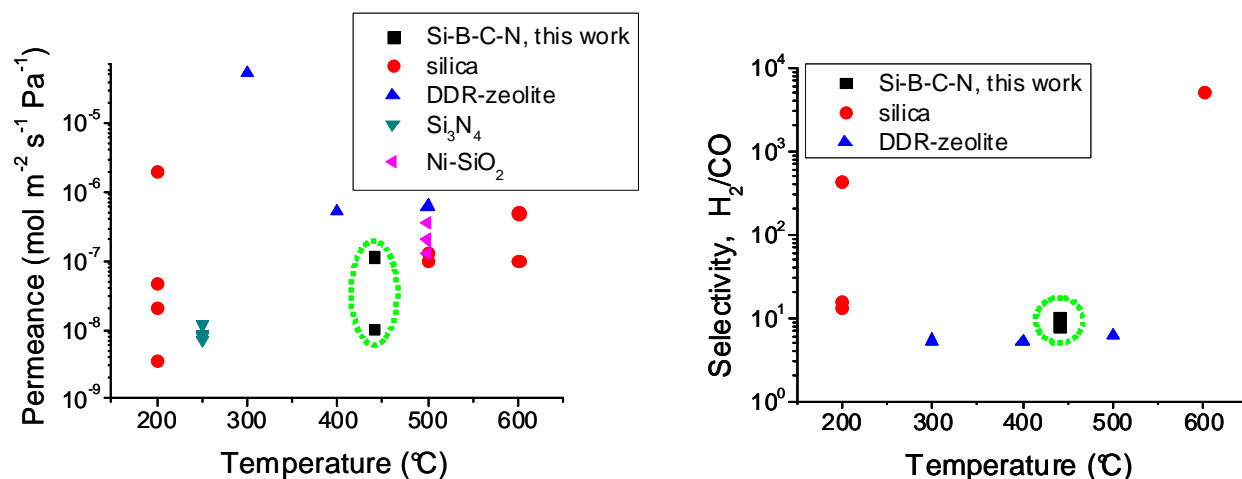 Si-B-C-N, this work
silica
DDR-zeolite
Si₃N₄
Ni-SiO₂
Permeance (mol m⁻² s⁻¹ Pa⁻¹)
10⁻⁵
10⁻⁶
10⁻⁷
10⁻⁸
10⁻⁹
200 300 400 500 600
Temperature (°C)
Si-B-C-N, this work
silica
DDR-zeolite
Selectivity, H₂/CO
10⁴
10³
10²
10¹
10⁰
200 300 400 500 600
Temperature (°C)